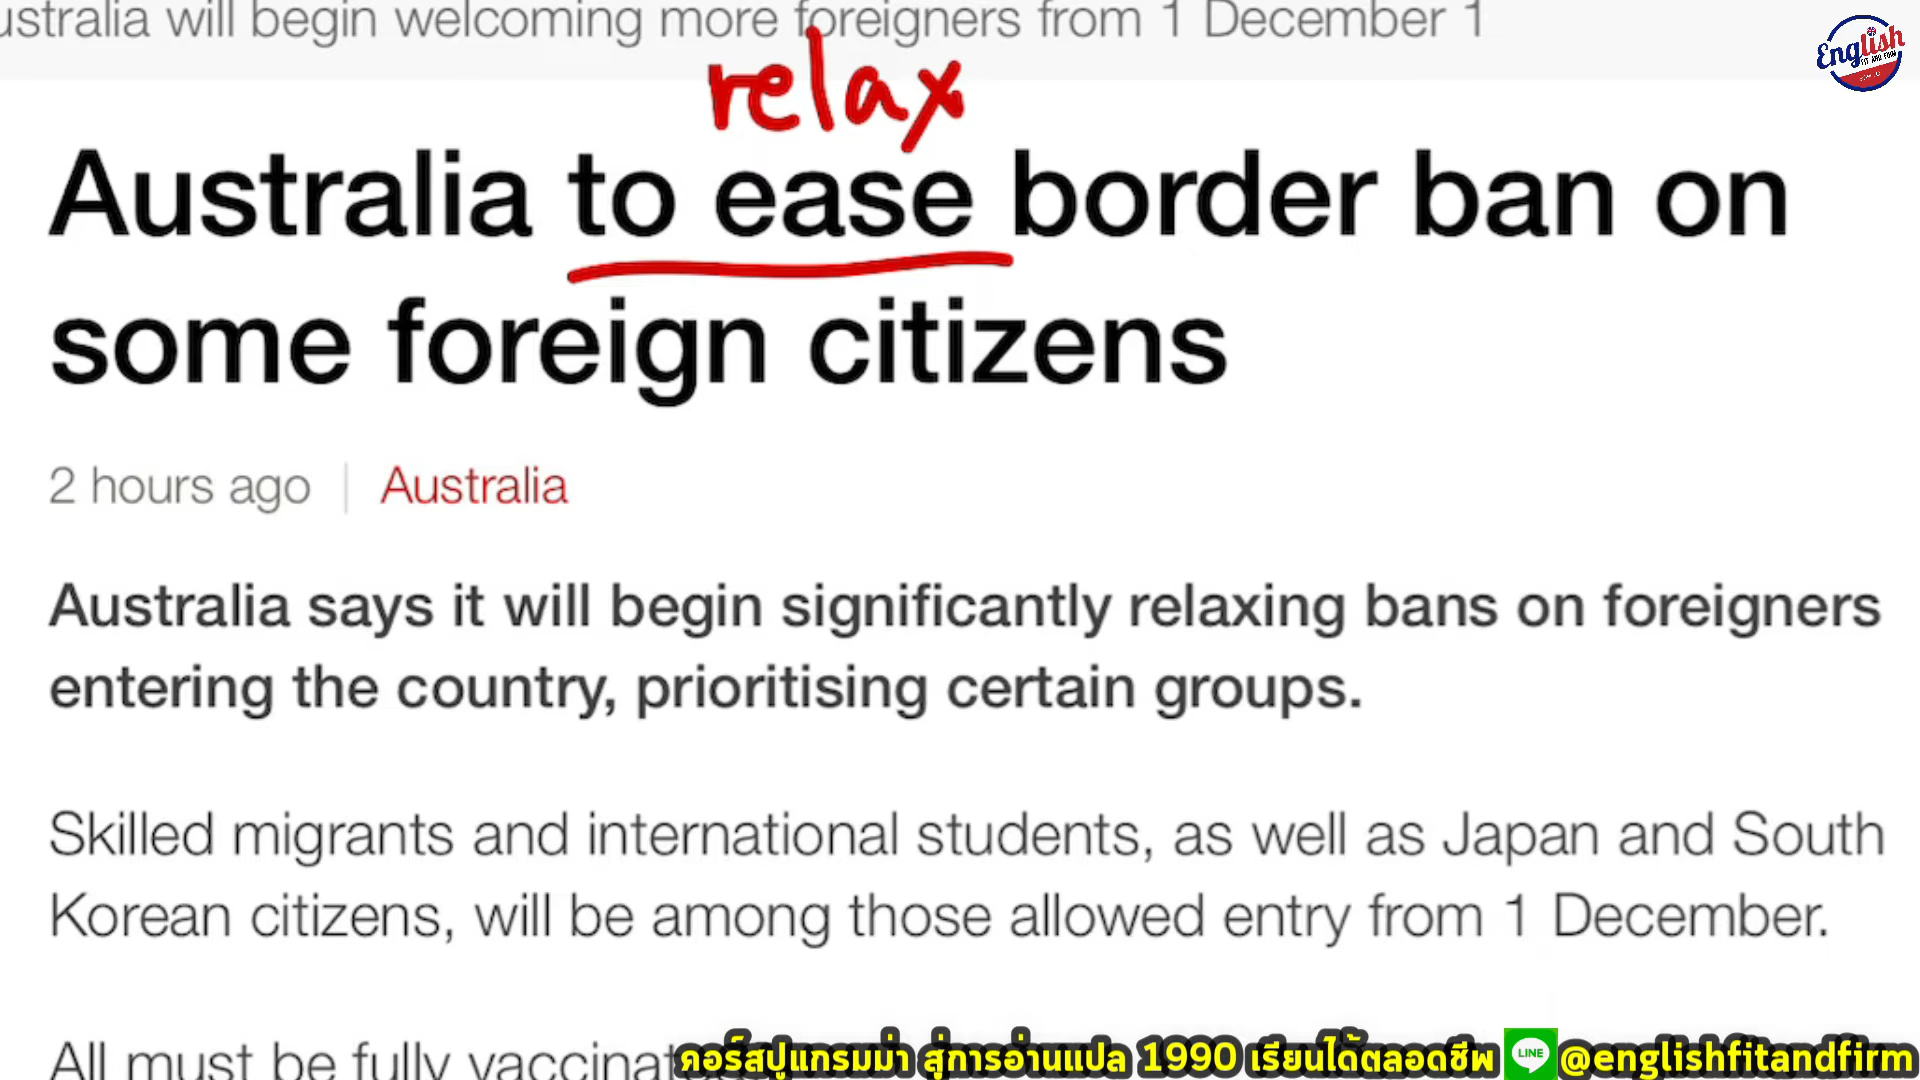 ustralia will begin welcoming more foreigners from 1 December 1
English
FIT AND FIRM
relax
Australia to ease border ban on
some foreign citizens
2 hours ago | Australia
Australia says it will begin significantly relaxing bans on foreigners
entering the country, prioritising certain groups.
Skilled migrants and international students, as well as Japan and South
Korean citizens, will be among those allowed entry from 1 December.
All must be fully vaccinat
คอร์สปูแกรมม่า สู่การอ่านแปล 1990 เรียนได้ตลอดชีพ LINE @englishfitandfirm